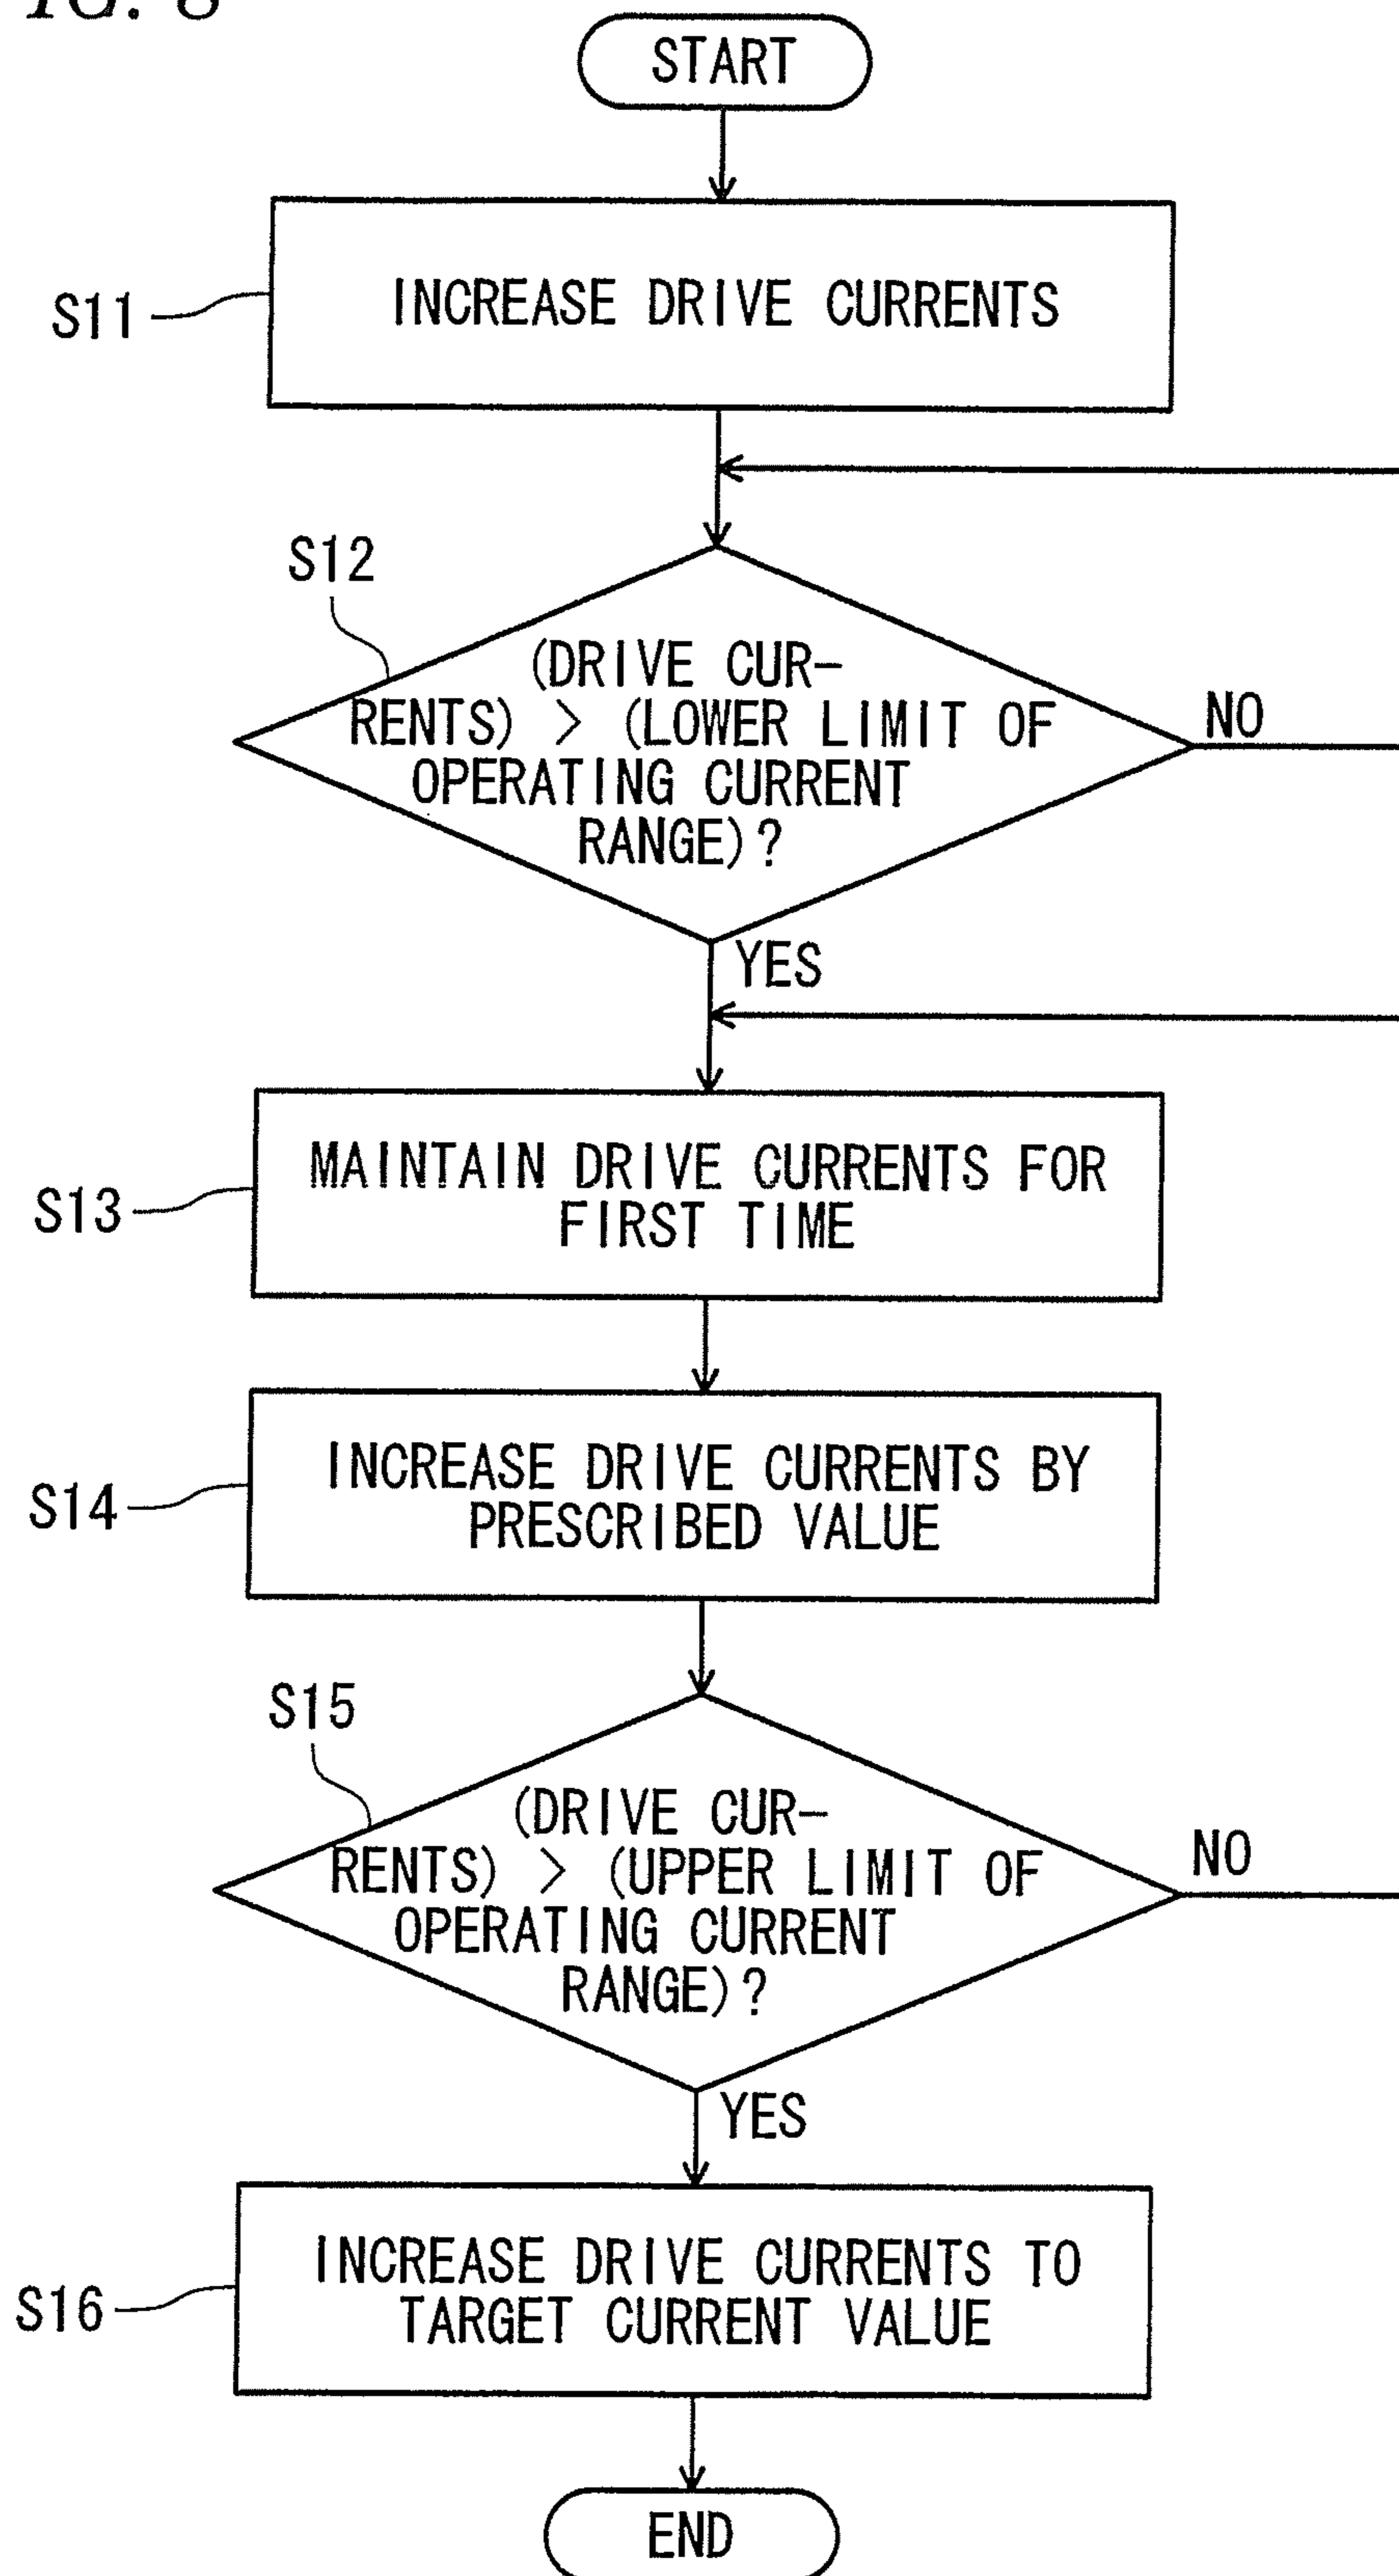 IG. 8
START
S11
INCREASE DRIVE CURRENTS
S12
(DRIVE CUR-
RENTS) > (LOWER LIMIT OF
OPERATING CURRENT
RANGE)?
NO
YES
S13
MAINTAIN DRIVE CURRENTS FOR
FIRST TIME
S14
INCREASE DRIVE CURRENTS BY
PRESCRIBED VALUE
S15
(DRIVE CUR-
RENTS) > (UPPER LIMIT OF
OPERATING CURRENT
RANGE)?
NO
YES
S16
INCREASE DRIVE CURRENTS TO
TARGET CURRENT VALUE
END